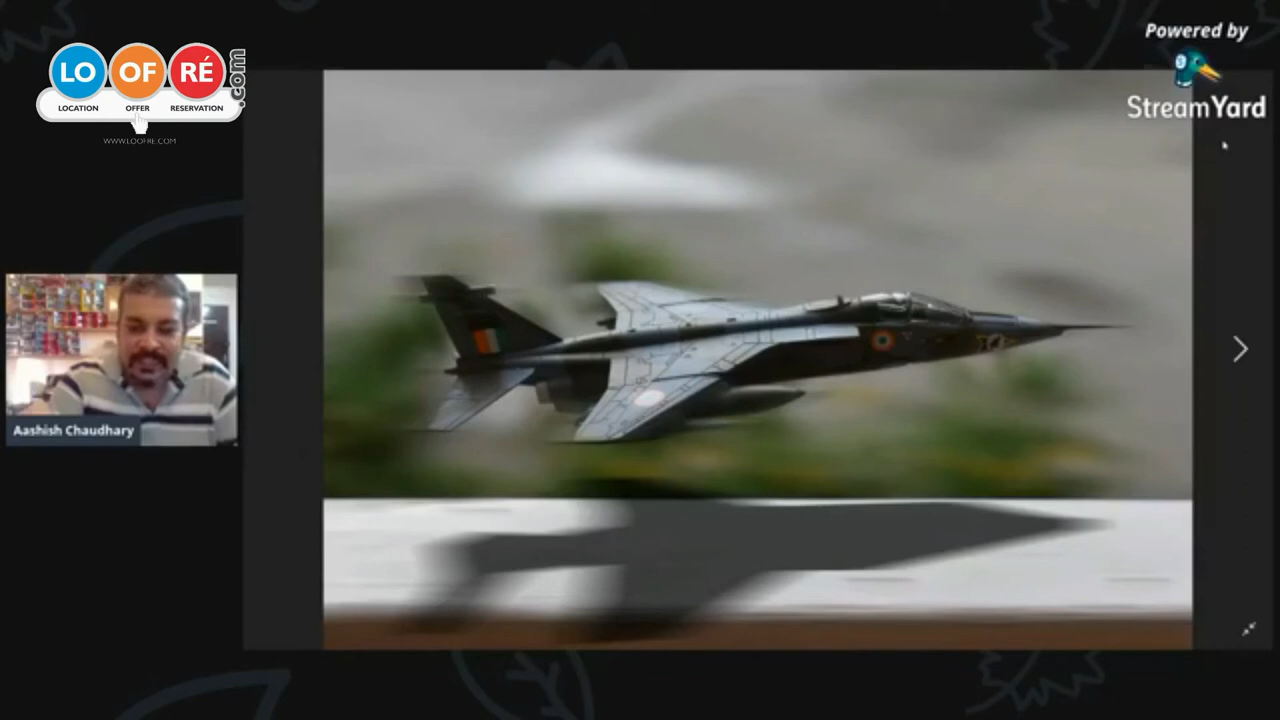 LO OF RÉ .com
LOCATION OFFER RESERVATION
WWW.LOOFRE.COM
Powered by
StreamYard
Aashish Chaudhary